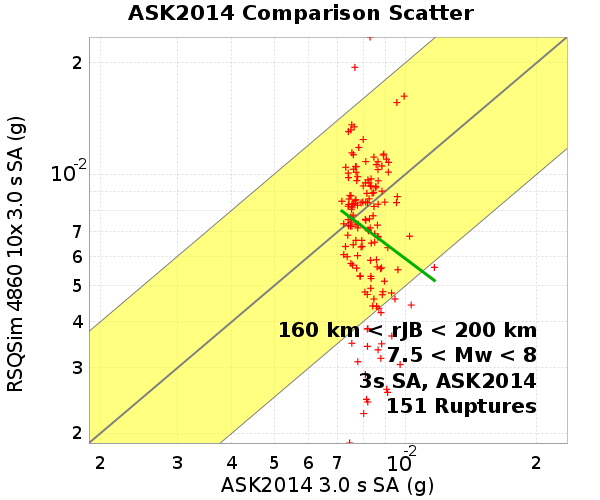 ASK2014 Comparison Scatter
RSQSim 4860 10x 3.0 s SA (g)
2
10-2
7
6
5
4
3
2
160 km < rJB < 200 km
7.5 < Mw < 8
3s SA, ASK2014
151 Ruptures
2 3 4 5 6 7 10-2 2
ASK2014 3.0 s SA (g)